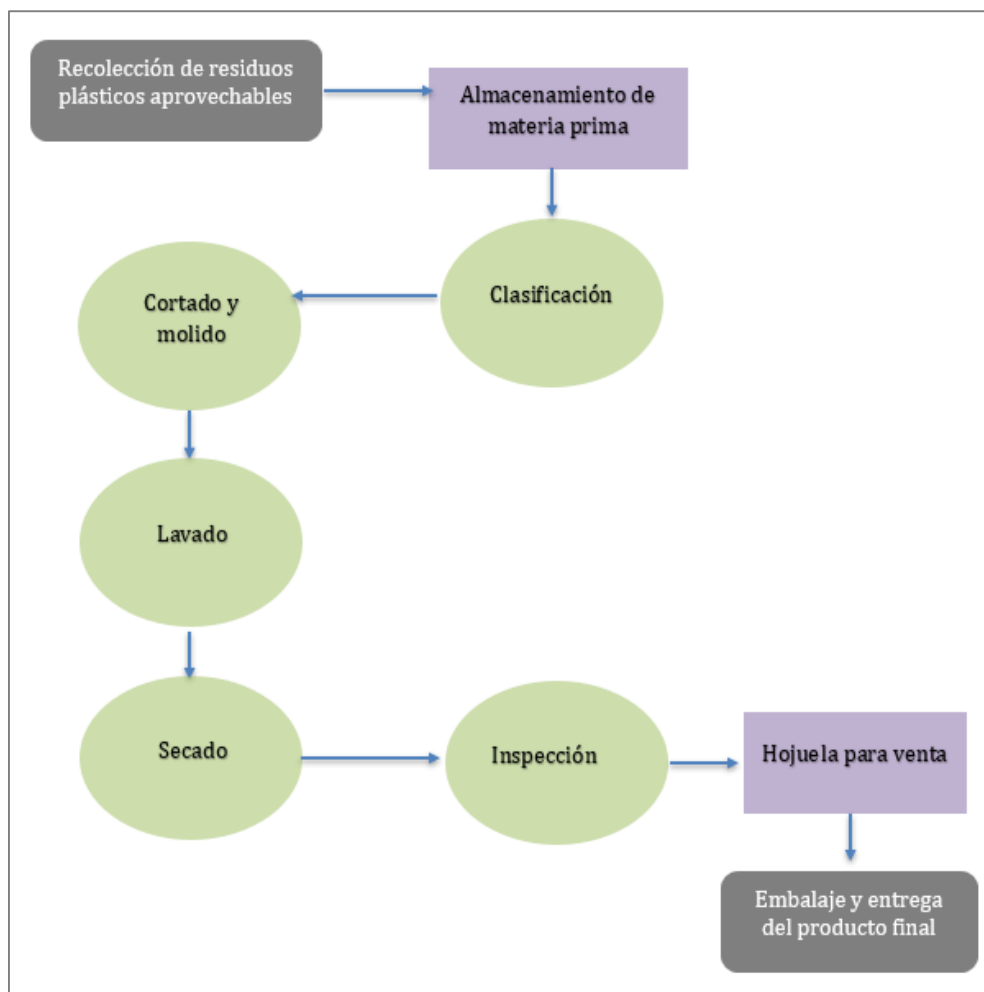 Recolección de residuos
plásticos aprovechables
Almacenamiento de
materia prima
Clasificación
Cortado y
molido
Lavado
Secado
Inspección
Hojuela para venta
Embalaje y entrega
del producto final